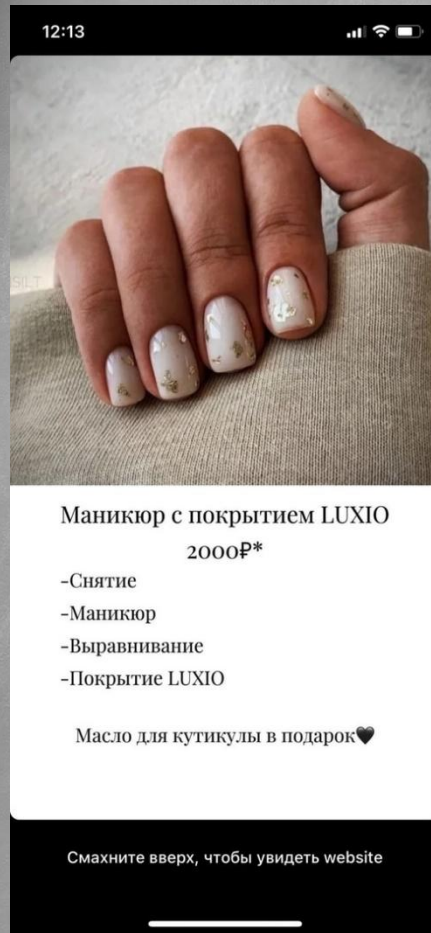 12:13
SILT
Маникюр с покрытием LUXIO
2000₽*
-Снятие
-Маникюр
-Выравнивание
-Покрытие LUXIO
Масло для кутикулы в подарок🖤
Смахните вверх, чтобы увидеть website